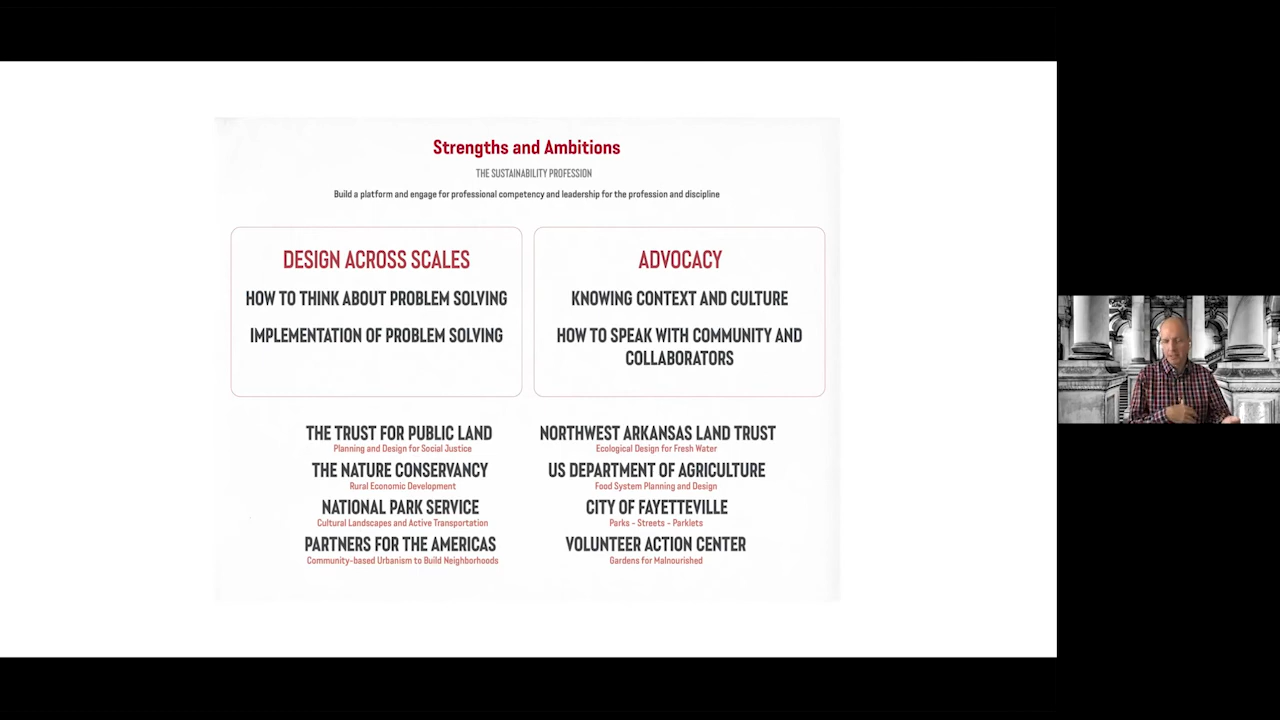 Strengths and Ambitions
THE SUSTAINABILITY PROFESSION
Build a platform and engage for professional competency and leadership for the profession and discipline
DESIGN ACROSS SCALES
HOW TO THINK ABOUT PROBLEM SOLVING
IMPLEMENTATION OF PROBLEM SOLVING
ADVOCACY
KNOWING CONTEXT AND CULTURE
HOW TO SPEAK WITH COMMUNITY AND
COLLABORATORS
THE TRUST FOR PUBLIC LAND
Planning and Design for Social Justice
THE NATURE CONSERVANCY
Rural Economic Development
NATIONAL PARK SERVICE
Cultural Landscapes and Active Transportation
PARTNERS FOR THE AMERICAS
Community-based Urbanism to Build Neighborhoods
NORTHWEST ARKANSAS LAND TRUST
Ecological Design for Fresh Water
US DEPARTMENT OF AGRICULTURE
Food System Planning and Design
CITY OF FAYETTEVILLE
Parks - Streets - Parklets
VOLUNTEER ACTION CENTER
Gardens for Malnourished